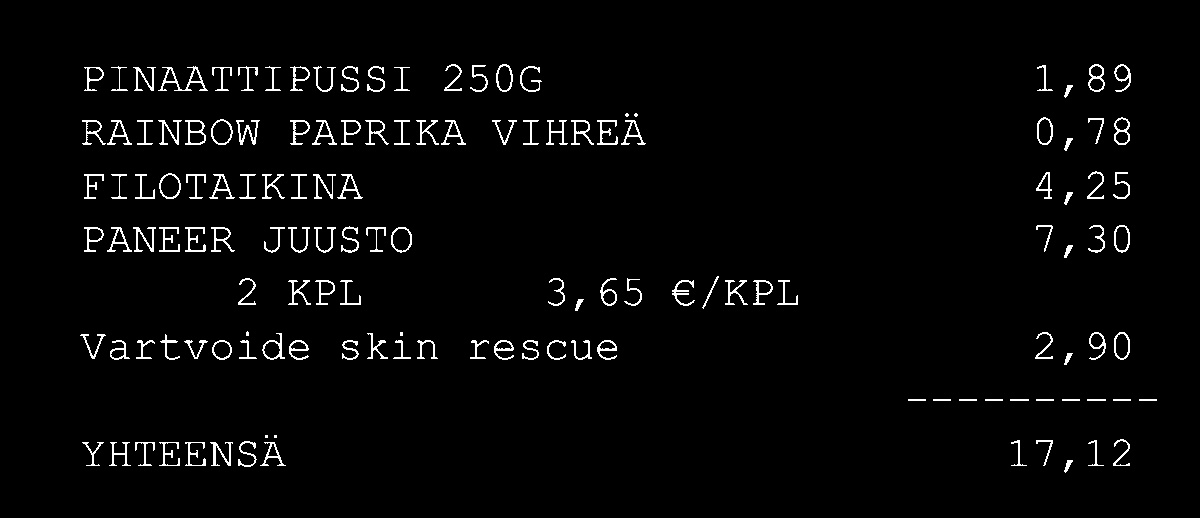 PINAATTIPUSSI 250G 1,89
RAINBOW PAPRIKA VIHREÄ 0,78
FILOTAIKINA 4,25
PANEER JUUSTO 7,30
2 KPL 3,65 €/KPL
Vartvoide skin rescue 2,90
----------
YHTEENSÄ 17,12